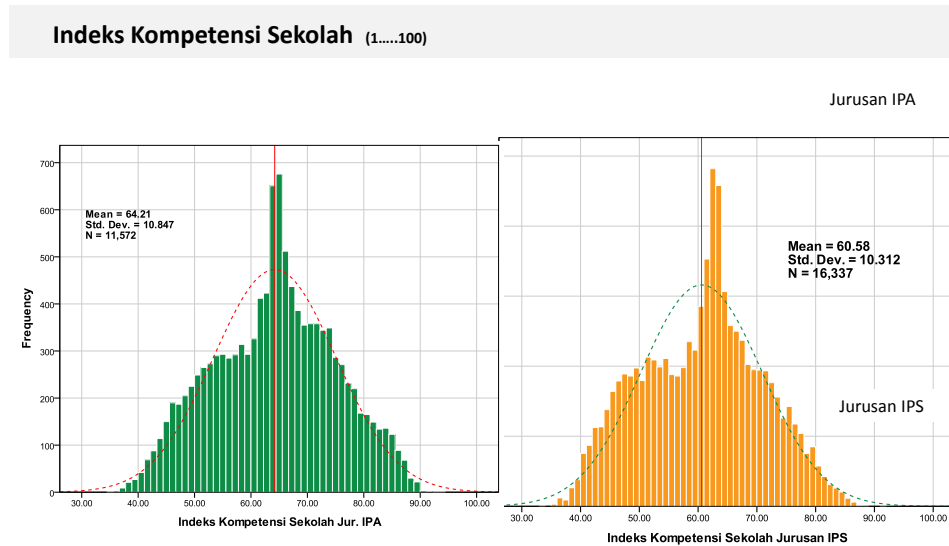 Indeks Kompetensi Sekolah (1.....100)
Jurusan IPA
700
600
500
400
300
200
100
0
Frequency
Mean = 64.21
Std. Dev. = 10.847
N = 11,572
30.00 40.00 50.00 60.00 70.00 80.00 90.00 100.00
Indeks Kompetensi Sekolah Jur. IPA
Mean = 60.58
Std. Dev. = 10.312
N = 16,337
Jurusan IPS
30.00 40.00 50.00 60.00 70.00 80.00 90.00 100.00
Indeks Kompetensi Sekolah Jurusan IPS